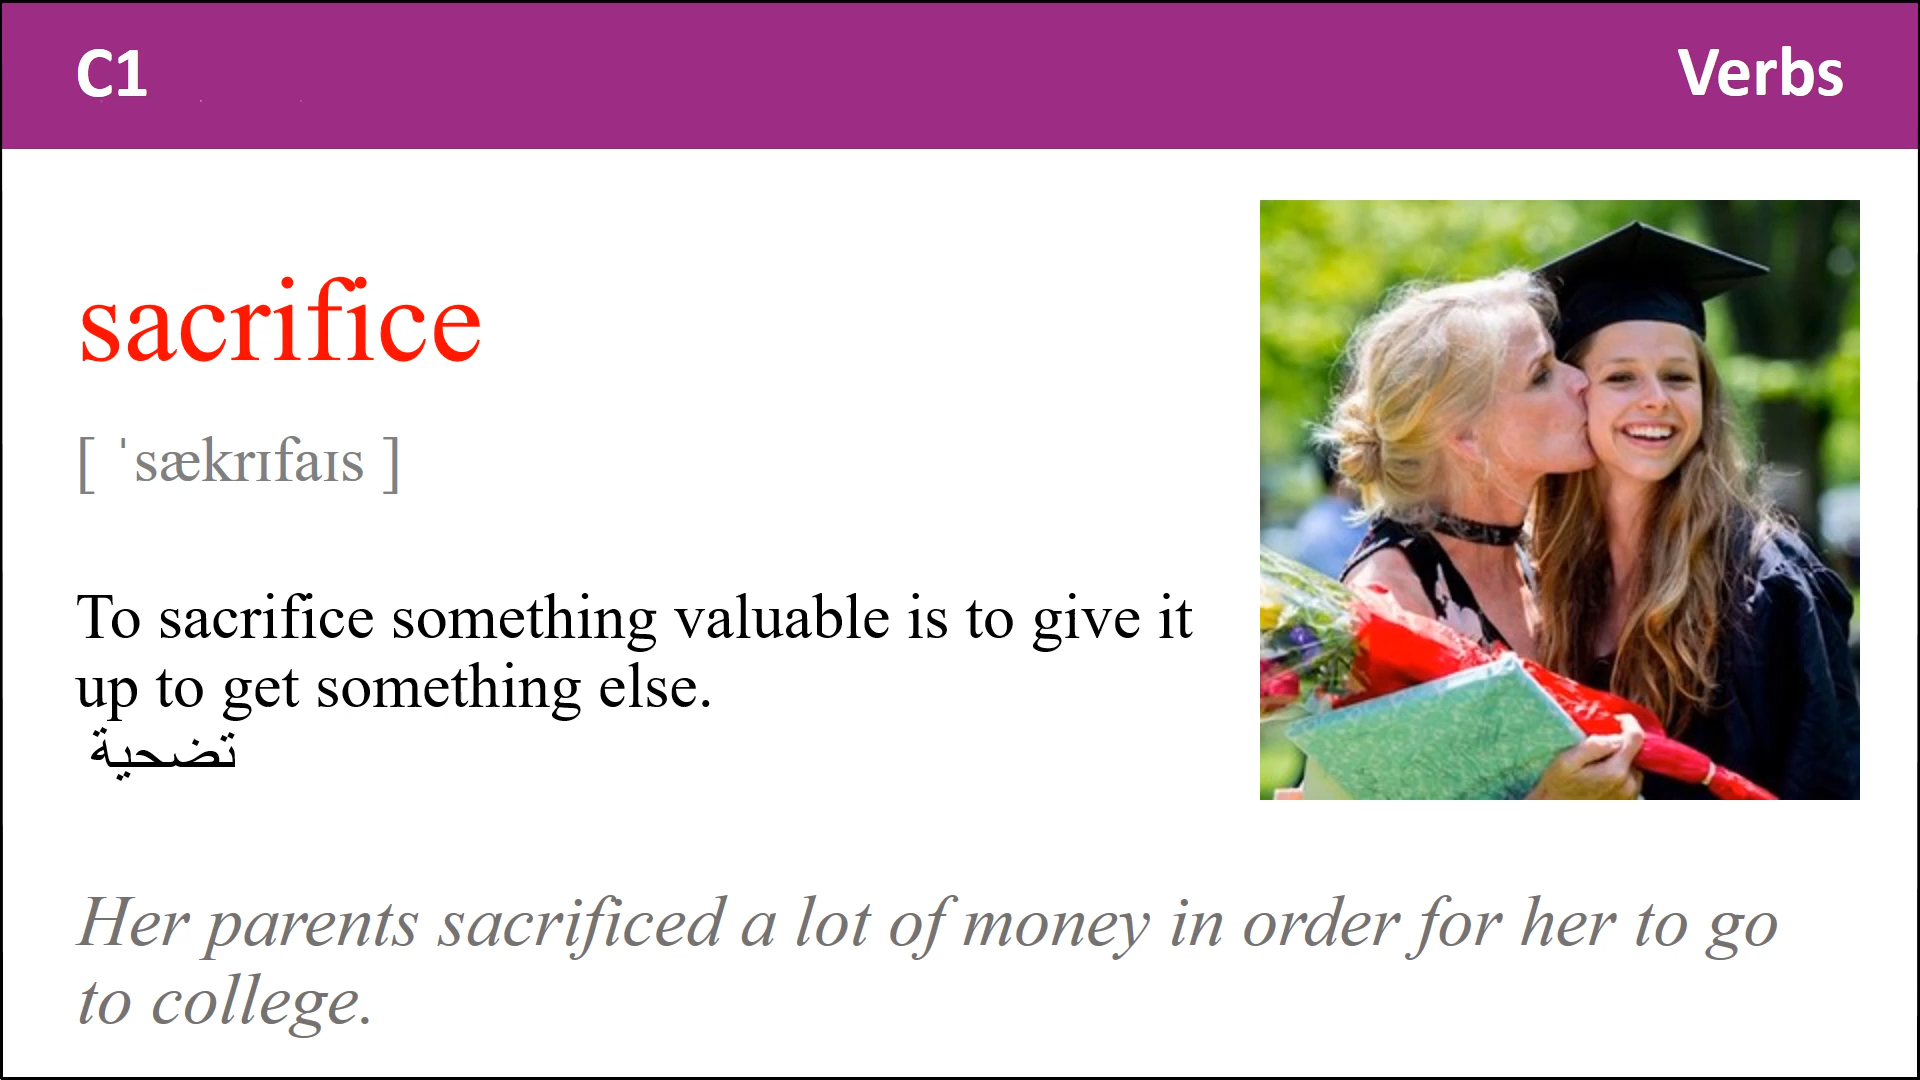 C1
Verbs
sacrifice
[ ˈsækrɪfaɪs ]
To sacrifice something valuable is to give it
up to get something else.
تضحية
Her parents sacrificed a lot of money in order for her to go
to college.